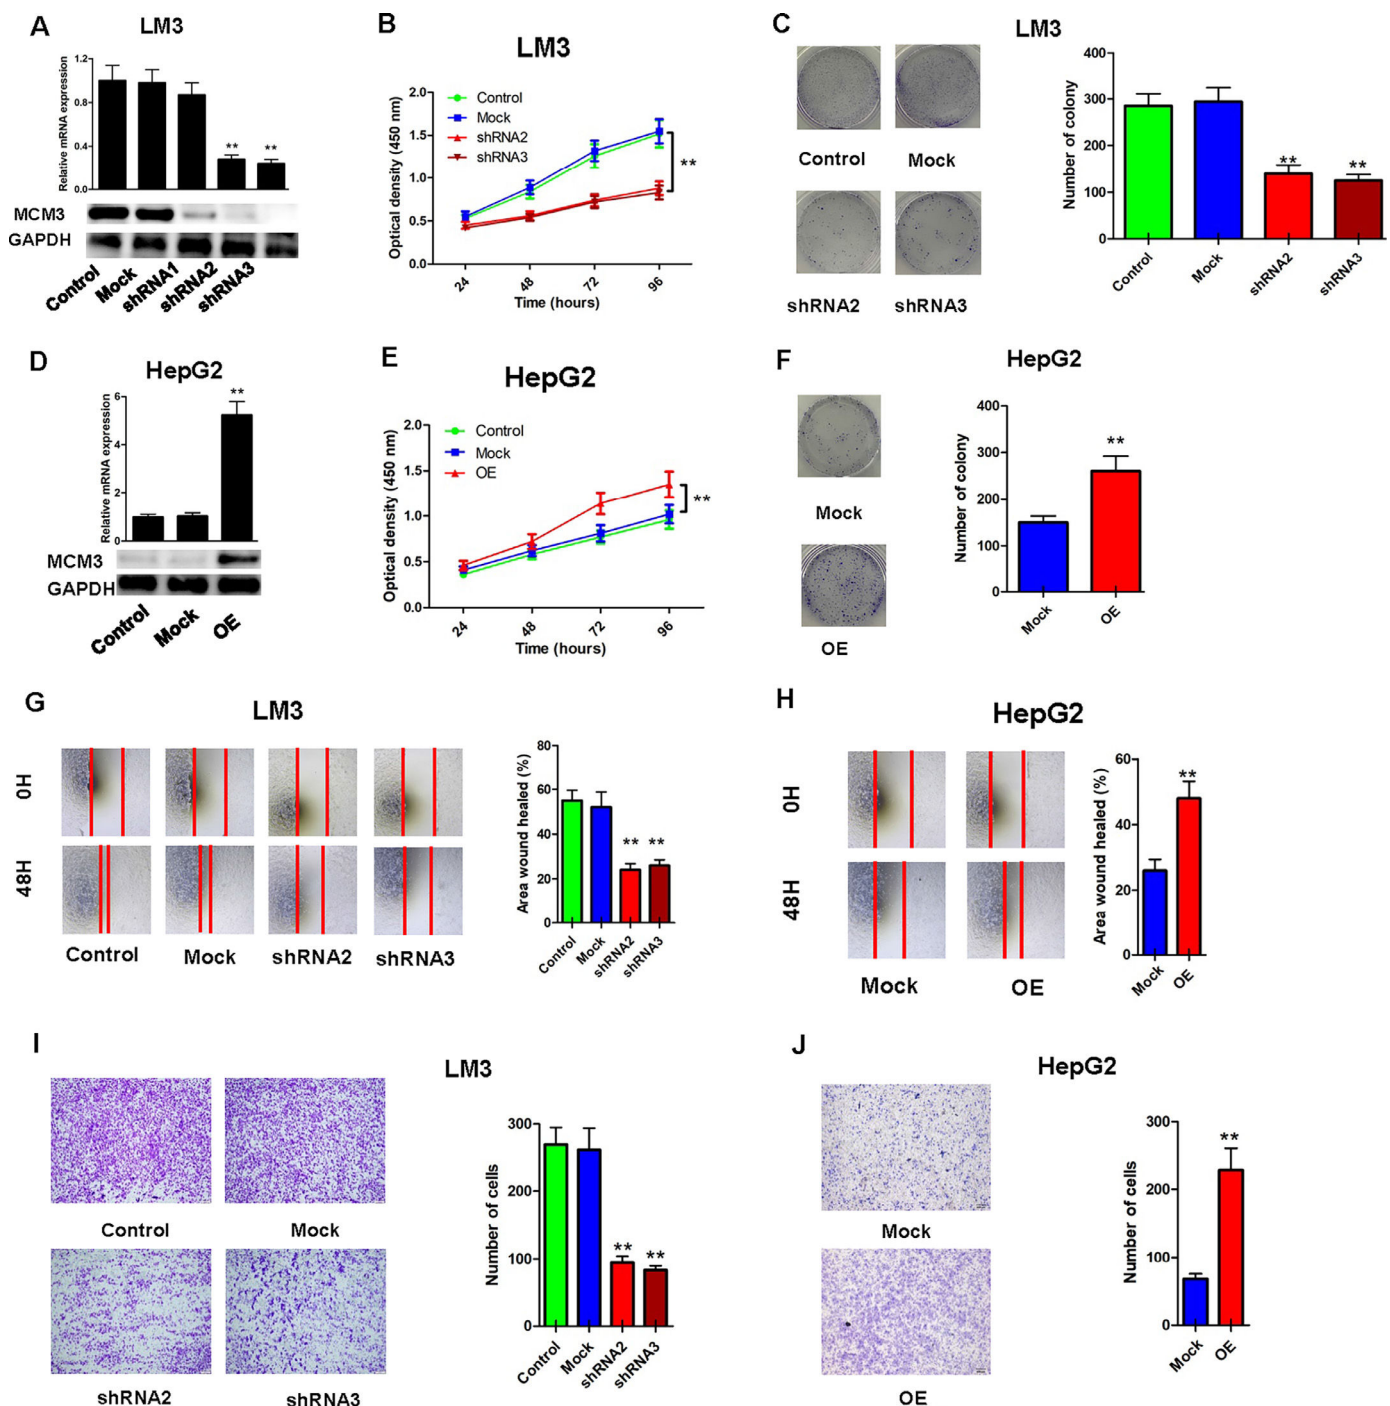 A
LM3
Relative mRNA expression
1.2
0.8
0.4
0.0
** **
MCM3
GAPDH
Control Mock shRNA1 shRNA2 shRNA3
B
LM3
Optical density (450 nm)
2.0
1.5
1.0
0.5
0.0
Control
Mock
shRNA2
shRNA3
**
24 48 72 96
Time (hours)
C
LM3
Control Mock
shRNA2 shRNA3
Number of colony
400
300
200
100
0
** **
Control Mock shRNA2 shRNA3
D
HepG2
Relative mRNA expression
6
4
2
0
**
MCM3
GAPDH
Control Mock OE
E
HepG2
Optical density (450 nm)
2.0
1.5
1.0
0.5
0.0
Control
Mock
OE
**
24 48 72 96
Time (hours)
F
HepG2
Mock
OE
Number of colony
400
300
200
100
0
**
Mock OE
G
LM3
0H
48H
Control Mock shRNA2 shRNA3
Area wound healed (%)
80
60
40
20
0
** **
Control Mock shRNA2 shRNA3
H
HepG2
0H
48H
Mock OE
Area wound healed (%)
60
40
20
0
**
Mock OE
I
LM3
Control Mock
shRNA2 shRNA3
Number of cells
300
200
100
0
** **
Control Mock shRNA2 shRNA3
J
HepG2
Mock
OE
Number of cells
300
200
100
0
**
Mock OE